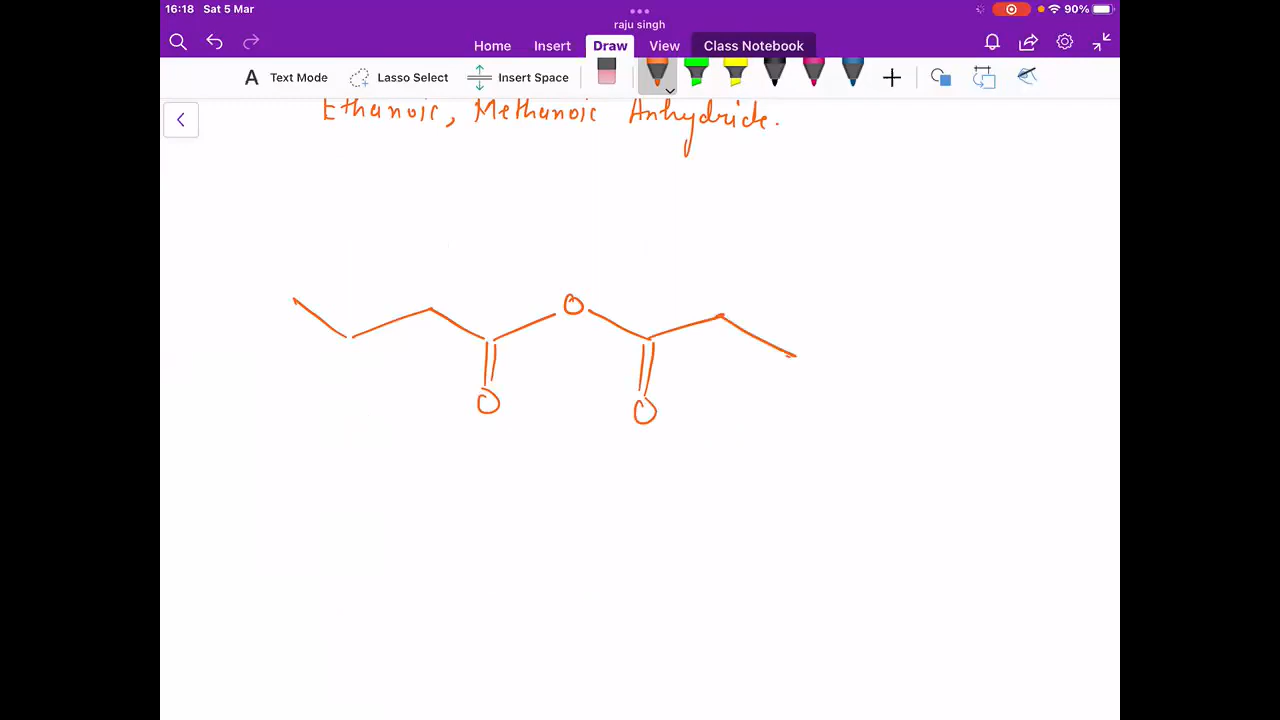 16:18 Sat 5 Mar
90%
raju singh
Home Insert Draw View Class Notebook
A Text Mode Lasso Select Insert Space
Ethanoic, Methanoic Anhydride.
O
O
O